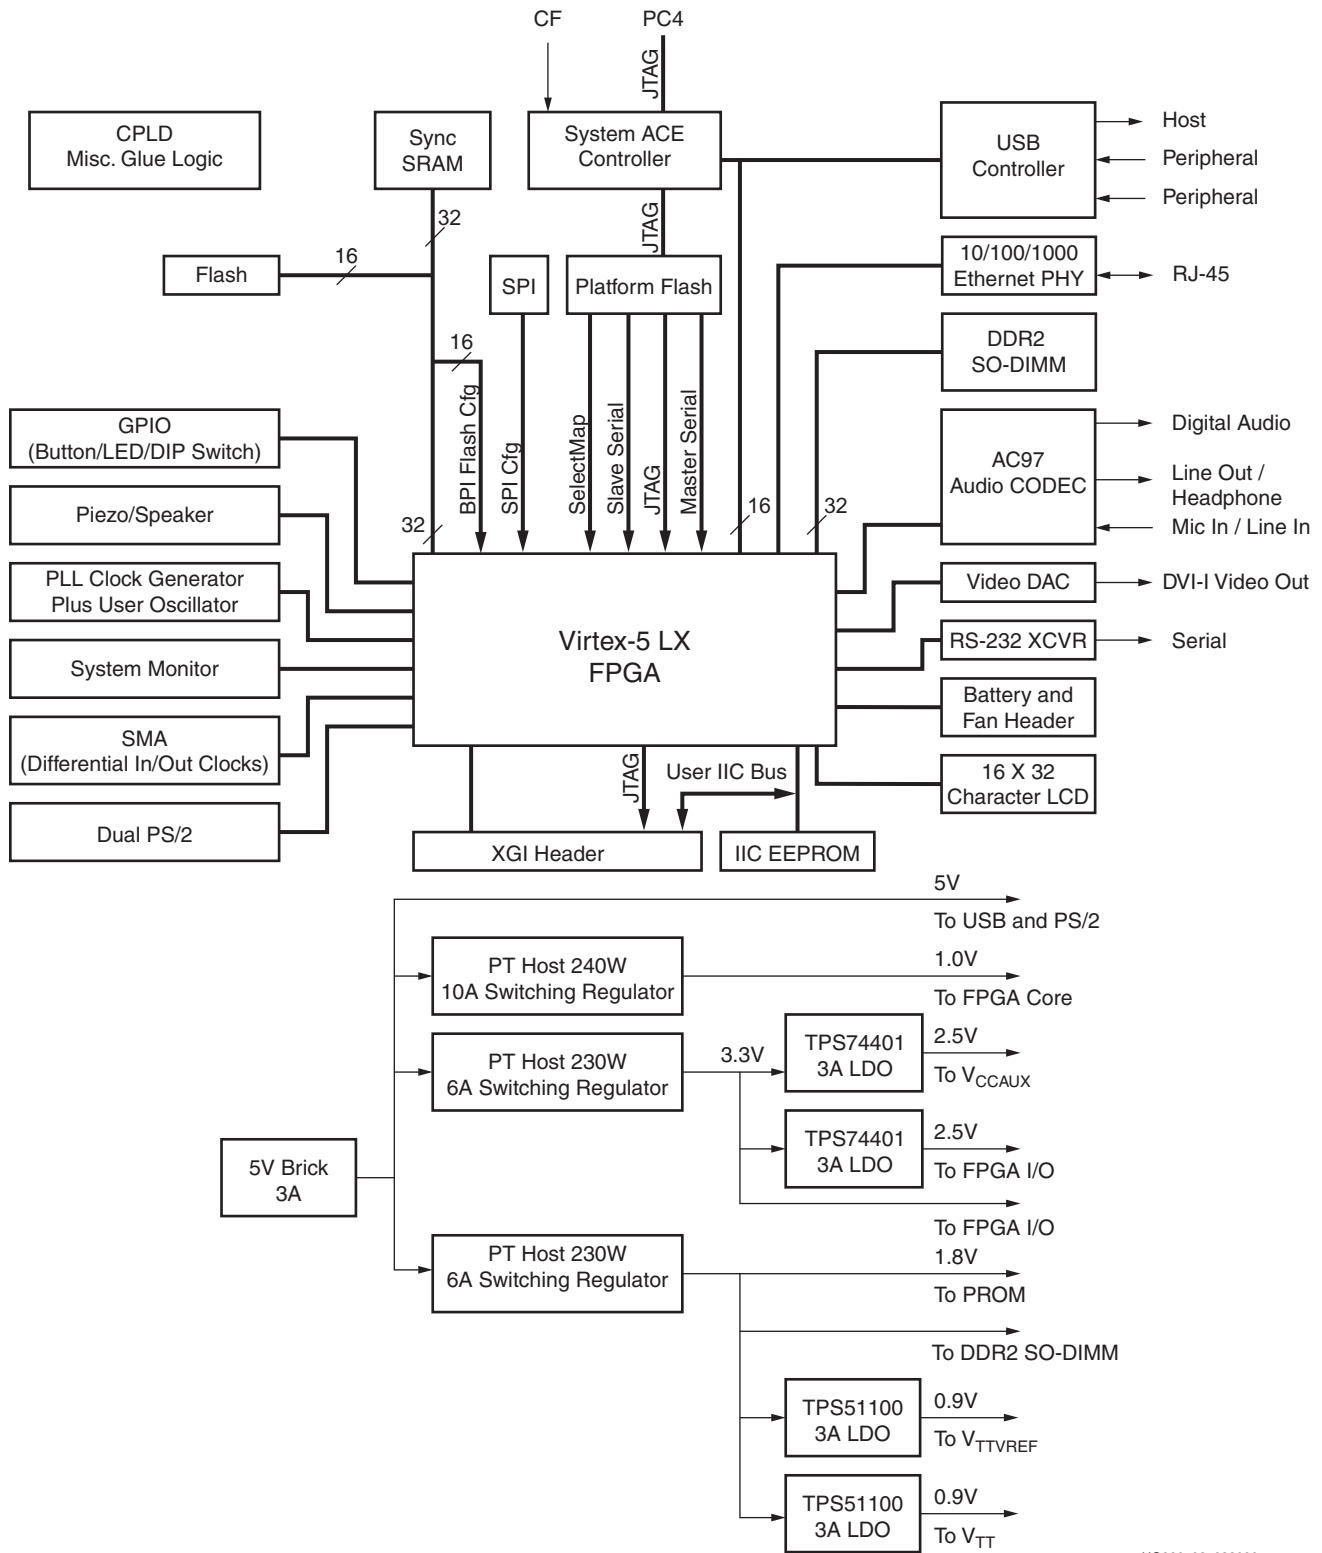 CF
PC4
JTAG
CPLD
Misc. Glue Logic
Sync
SRAM
System ACE
Controller
USB
Controller
Host
Peripheral
Peripheral
32
JTAG
16
Flash
SPI
Platform Flash
10/100/1000
Ethernet PHY
RJ-45
DDR2
SO-DIMM
16
BPI Flash Cfg
SPI Cfg
SelectMap
Slave Serial
JTAG
Master Serial
32
16
32
GPIO
(Button/LED/DIP Switch)
AC97
Audio CODEC
Digital Audio
Line Out /
Headphone
Mic In / Line In
Piezo/Speaker
PLL Clock Generator
Plus User Oscillator
Video DAC
DVI-I Video Out
Virtex-5 LX
FPGA
RS-232 XCVR
Serial
System Monitor
Battery and
Fan Header
SMA
(Differential In/Out Clocks)
JTAG
User IIC Bus
16 X 32
Character LCD
Dual PS/2
XGI Header
IIC EEPROM
5V
To USB and PS/2
PT Host 240W
10A Switching Regulator
1.0V
To FPGA Core
PT Host 230W
6A Switching Regulator
3.3V
TPS74401
3A LDO
2.5V
To VCCAUX
TPS74401
3A LDO
2.5V
To FPGA I/O
5V Brick
3A
To FPGA I/O
PT Host 230W
6A Switching Regulator
1.8V
To PROM
To DDR2 SO-DIMM
TPS51100
3A LDO
0.9V
To VTTVREF
TPS51100
3A LDO
0.9V
To VTT